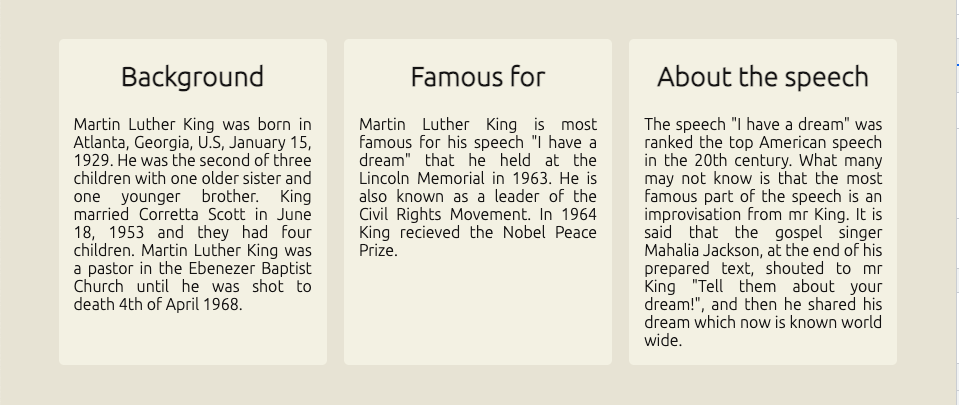 Background
Martin Luther King was born in
Atlanta, Georgia, U.S, January 15,
1929. He was the second of three
children with one older sister and
one younger brother. King
married Corretta Scott in June
18, 1953 and they had four
children. Martin Luther King was
a pastor in the Ebenezer Baptist
Church until he was shot to
death 4th of April 1968.
Famous for
Martin Luther King is most
famous for his speech "I have a
dream" that he held at the
Lincoln Memorial in 1963. He is
also known as a leader of the
Civil Rights Movement. In 1964
King recieved the Nobel Peace
Prize.
About the speech
The speech "I have a dream" was
ranked the top American speech
in the 20th century. What many
may not know is that the most
famous part of the speech is an
improvisation from mr King. It is
said that the gospel singer
Mahalia Jackson, at the end of his
prepared text, shouted to mr
King "Tell them about your
dream!", and then he shared his
dream which now is known world
wide.